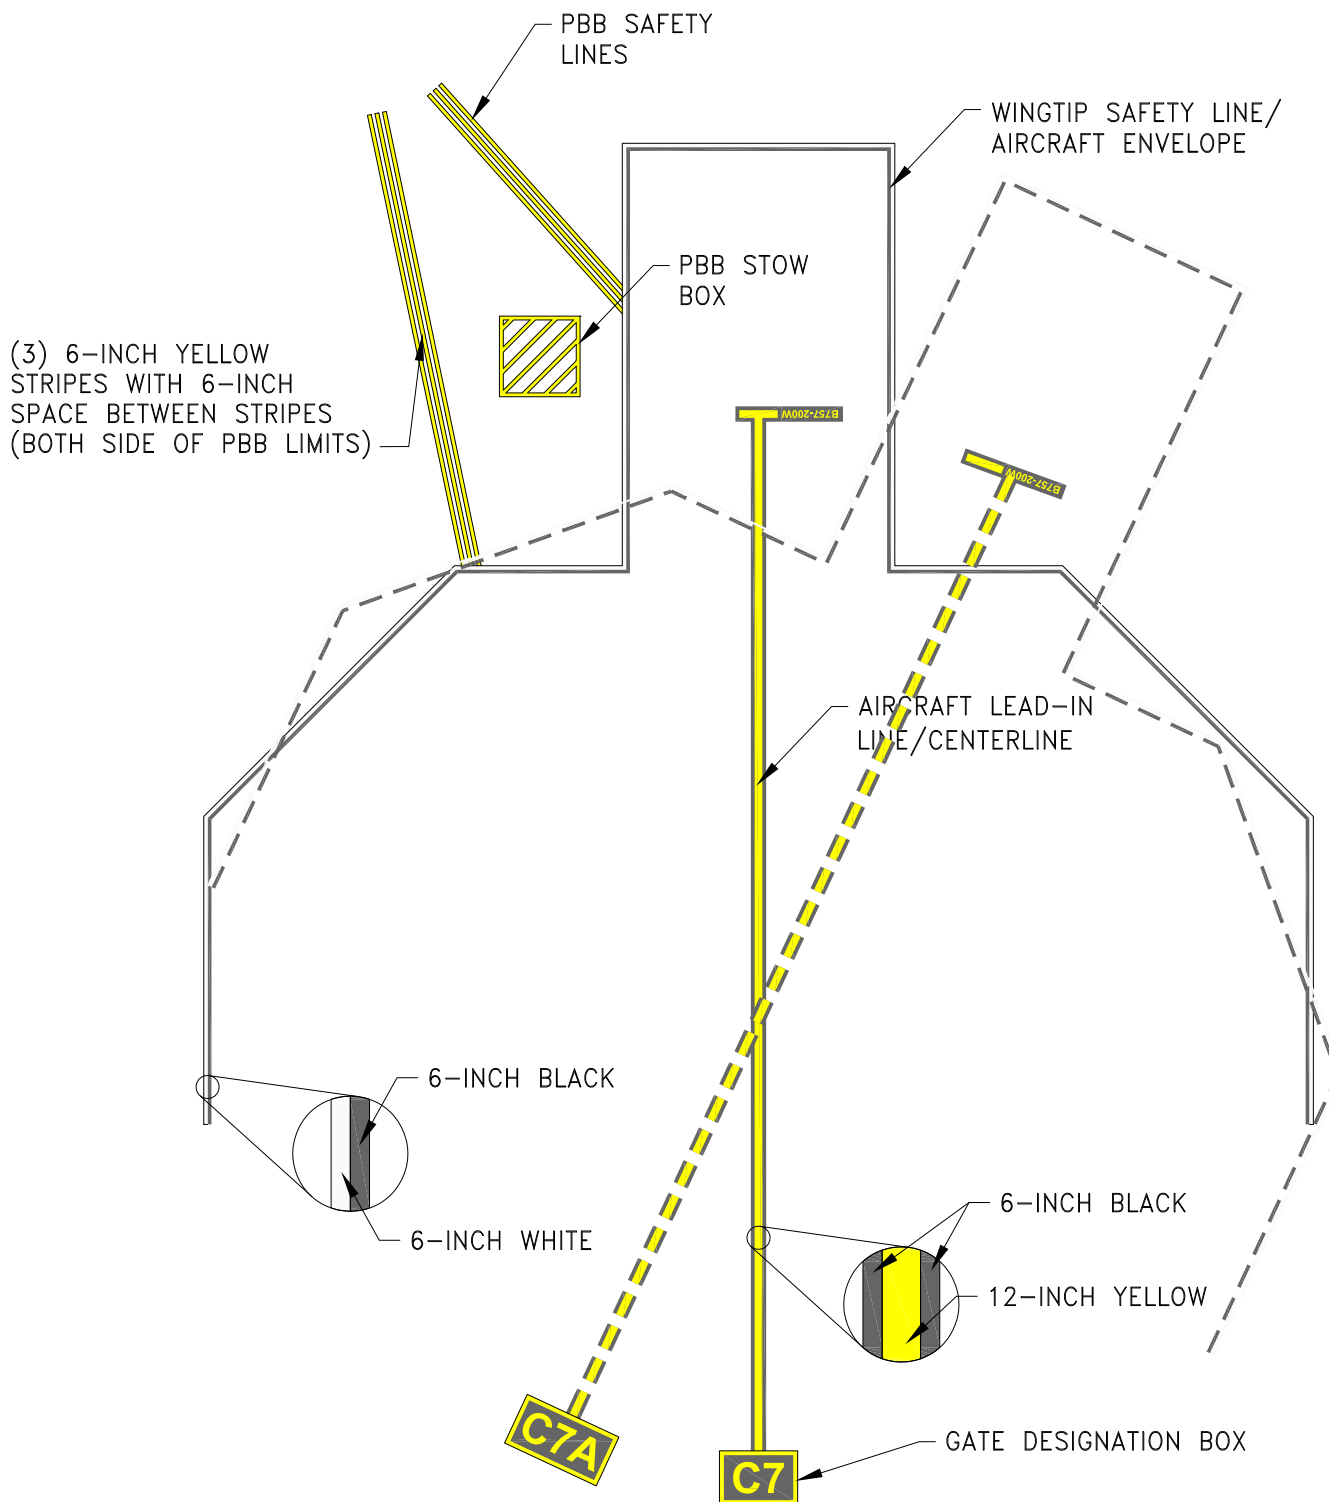 PBB SAFETY
LINES
WINGTIP SAFETY LINE/
AIRCRAFT ENVELOPE
PBB STOW
BOX
(3) 6-INCH YELLOW
STRIPES WITH 6-INCH
SPACE BETWEEN STRIPES
(BOTH SIDE OF PBB LIMITS)
B757-200W
B757-200W
AIRCRAFT LEAD-IN
LINE/CENTERLINE
6-INCH BLACK
6-INCH WHITE
6-INCH BLACK
12-INCH YELLOW
C7A
C7
GATE DESIGNATION BOX